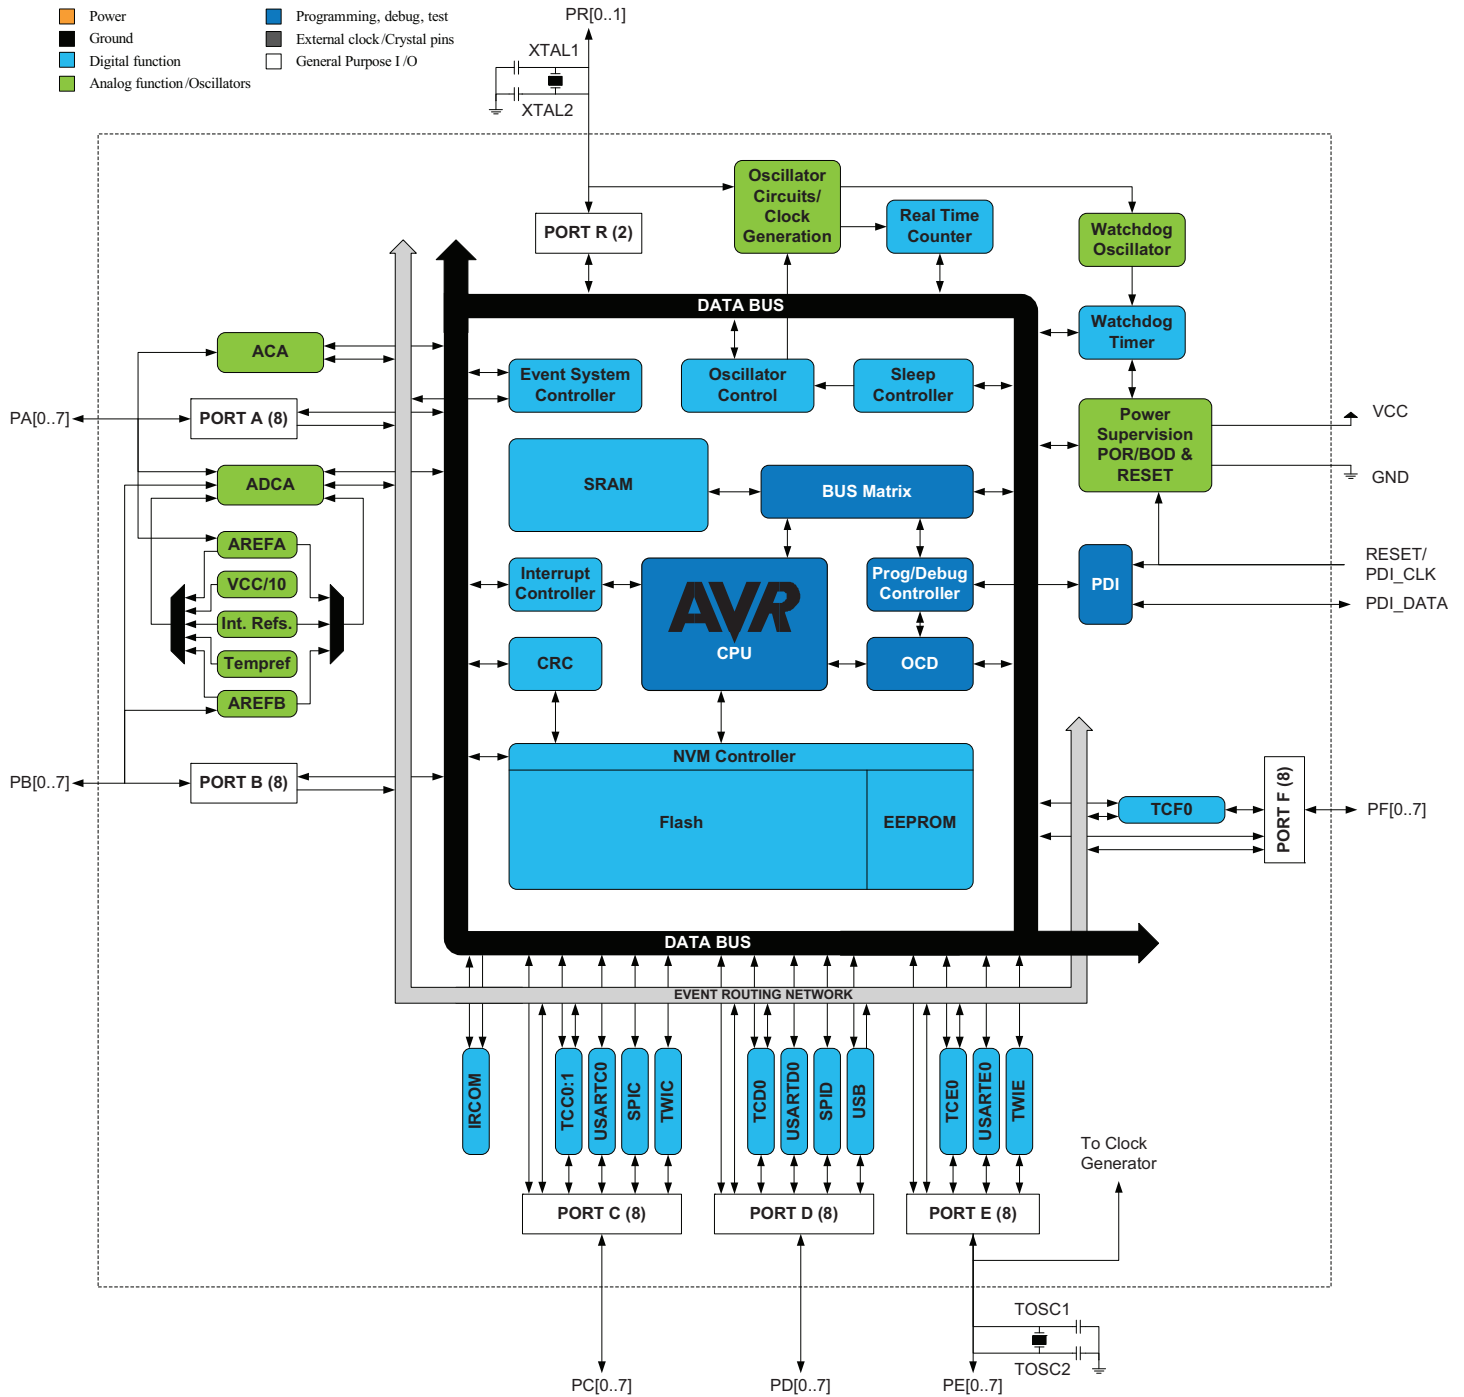 Power
Ground
Digital function
Analog function/Oscillators
Programming, debug, test
External clock/Crystal pins
General Purpose I/O
PR[0..1]
XTAL1
XTAL2
Oscillator
Circuits/
Clock
Generation
Real Time
Counter
Watchdog
Oscillator
PORT R (2)
DATA BUS
Watchdog
Timer
ACA
Event System
Controller
Oscillator
Control
Sleep
Controller
PA[0..7]
PORT A (8)
Power
Supervision
POR/BOD &
RESET
VCC
GND
ADCA
SRAM
BUS Matrix
AREFA
VCC/10
Int. Refs.
Tempref
AREFB
Interrupt
Controller
AVR
CPU
Prog/Debug
Controller
PDI
RESET/
PDI_CLK
PDI_DATA
CRC
OCD
PB[0..7]
PORT B (8)
NVM Controller
Flash
EEPROM
TCF0
PORT F (8)
PF[0..7]
DATA BUS
EVENT ROUTING NETWORK
IRCOM
TCC0:1
USARTC0
SPIC
TWIC
TCD0
USARTD0
SPID
USB
TCE0
USARTE0
TWIE
To Clock
Generator
PORT C (8)
PORT D (8)
PORT E (8)
TOSC1
TOSC2
PC[0..7]
PD[0..7]
PE[0..7]